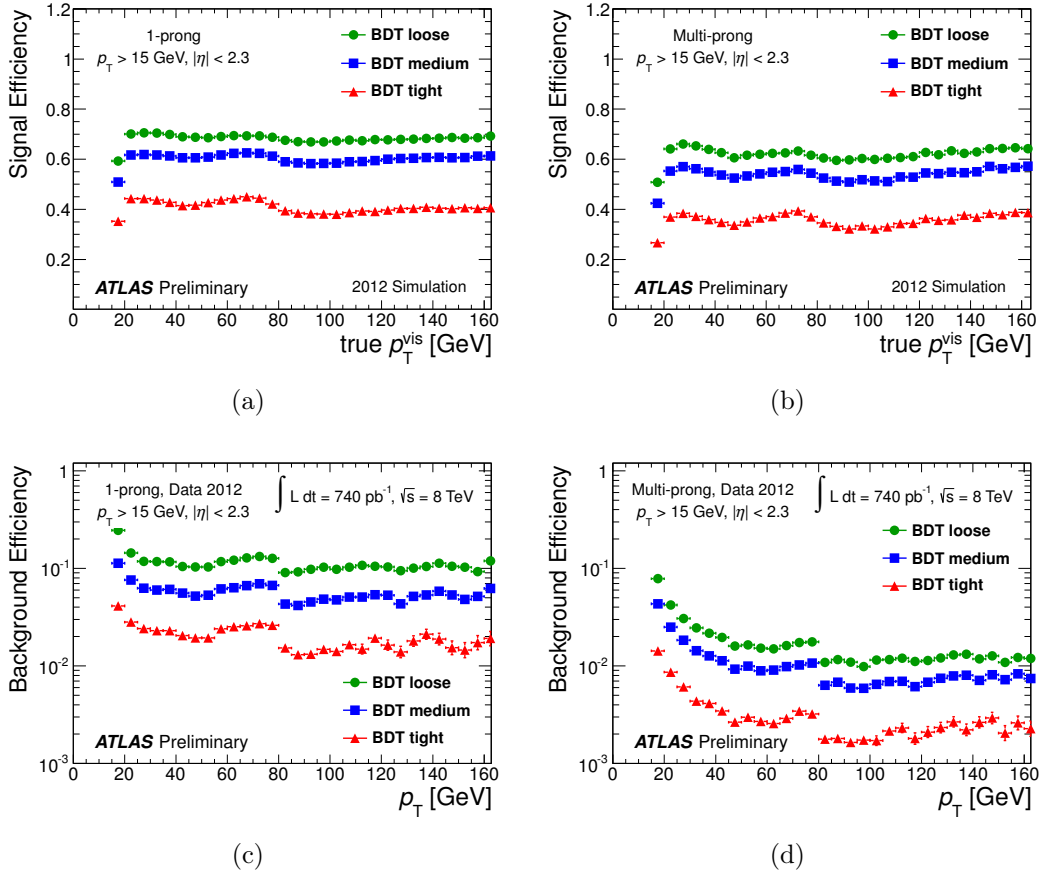 Signal Efficiency
1.2
1
0.8
0.6
0.4
0.2
1-prong
p_T > 15 GeV, |η| < 2.3
BDT loose
BDT medium
BDT tight
ATLAS Preliminary
2012 Simulation
0 20 40 60 80 100 120 140 160
true p_T^vis [GeV]
(a)
Signal Efficiency
1.2
1
0.8
0.6
0.4
0.2
Multi-prong
p_T > 15 GeV, |η| < 2.3
BDT loose
BDT medium
BDT tight
ATLAS Preliminary
2012 Simulation
0 20 40 60 80 100 120 140 160
true p_T^vis [GeV]
(b)
Background Efficiency
1
10^-1
10^-2
10^-3
1-prong, Data 2012
p_T > 15 GeV, |η| < 2.3
∫ L dt = 740 pb^-1, √s = 8 TeV
BDT loose
BDT medium
BDT tight
ATLAS Preliminary
0 20 40 60 80 100 120 140 160
p_T [GeV]
(c)
Background Efficiency
1
10^-1
10^-2
10^-3
Multi-prong, Data 2012
p_T > 15 GeV, |η| < 2.3
∫ L dt = 740 pb^-1, √s = 8 TeV
BDT loose
BDT medium
BDT tight
ATLAS Preliminary
0 20 40 60 80 100 120 140 160
p_T [GeV]
(d)